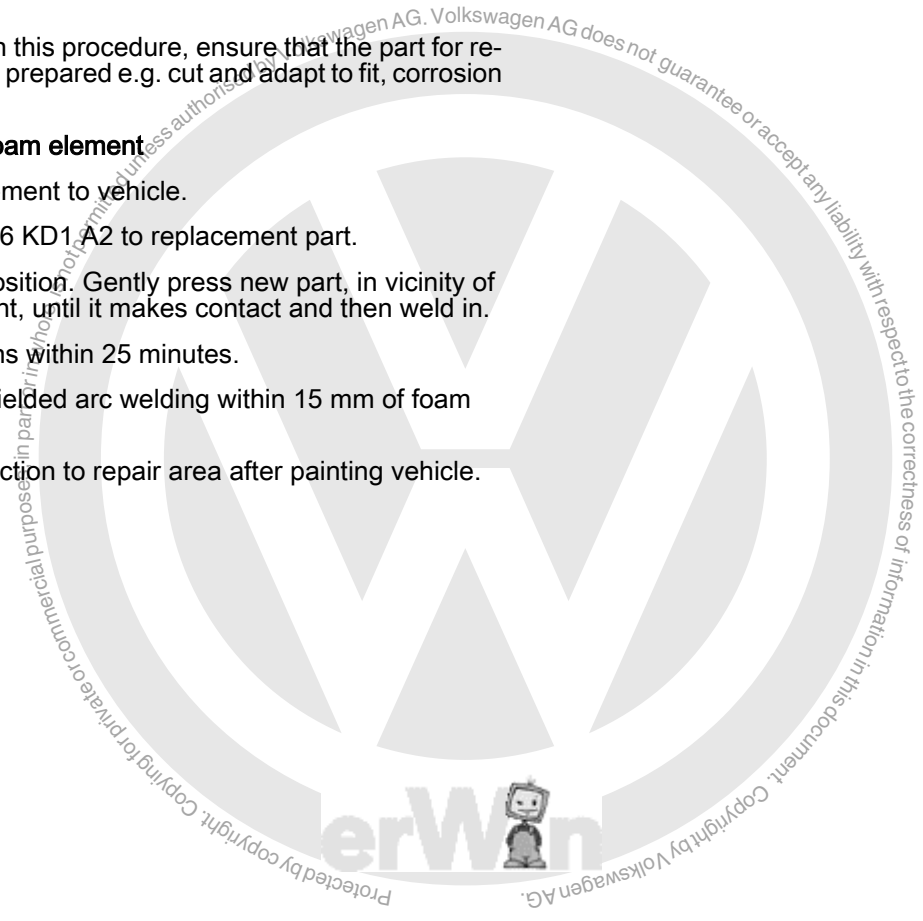 n this procedure, ensure that the part for re-
prepared e.g. cut and adapt to fit, corrosion
oam element
ment to vehicle.
6 KD1 A2 to replacement part.
osition. Gently press new part, in vicinity of
nt, until it makes contact and then weld in.
ns within 25 minutes.
ielded arc welding within 15 mm of foam
ction to repair area after painting vehicle.
Protected by copyright. Copying for private or commercial purposes, in part or in whole, is not permitted unless authorised by Volkswagen AG. Volkswagen AG does not guarantee or accept any liability with respect to the correctness of information in this document. Copyright by Volkswagen AG.
erWin